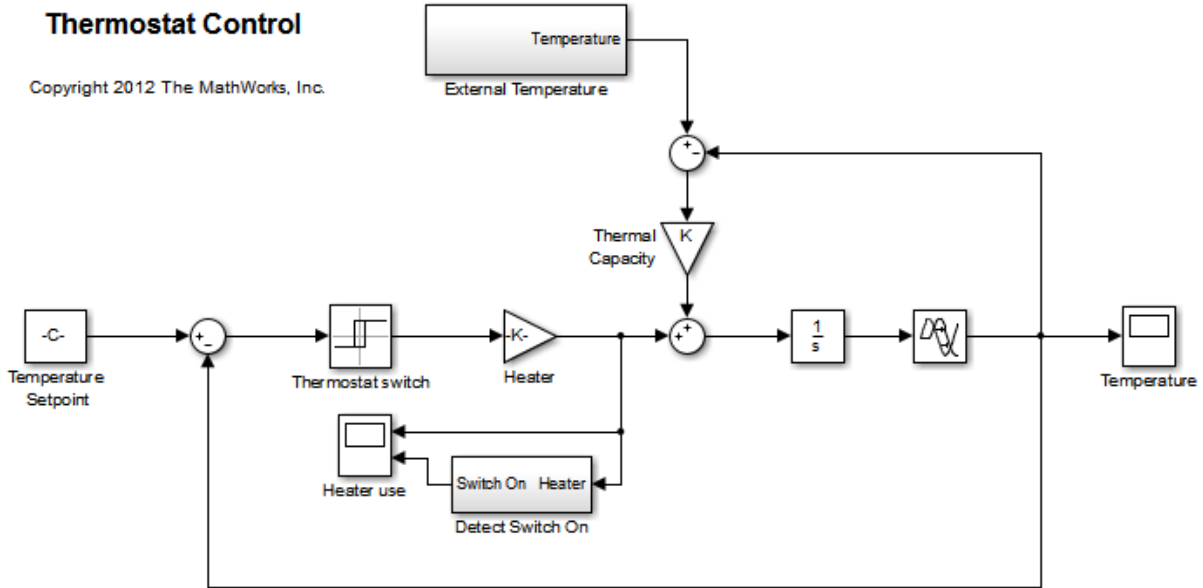 Thermostat Control
Copyright 2012 The MathWorks, Inc.
Temperature
External Temperature
+
−
Thermal
Capacity
K
-C-
Temperature
Setpoint
+
−
Thermostat switch
-K-
Heater
+
+
1
s
Temperature
Heater use
Switch On Heater
Detect Switch On